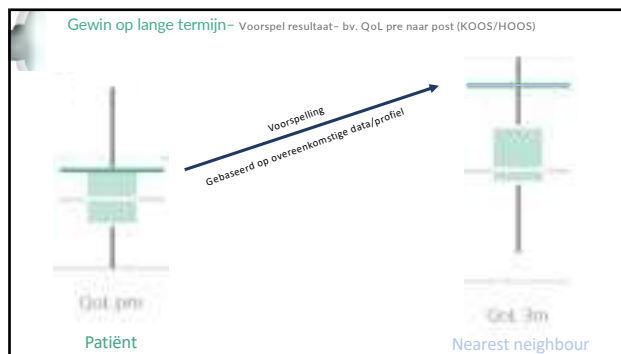 Gewin op lange termijn– Voorspel resultaat– bv. QoL pre naar post (KOOS/HOOS)
Voorspelling
Gebaseerd op overeenkomstige data/profiel
QoL pre
QoL 3m
Patiënt
Nearest neighbour